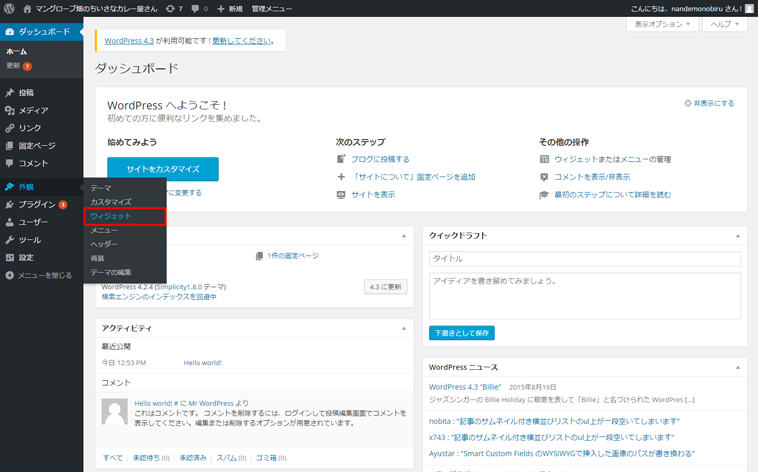 マングローブ畑のちいさなカレー屋さん 7 0 + 新規 管理メニュー こんにちは、nandemonobiru さん!
ダッシュボード
ホーム
更新 7
投稿
メディア
リンク
固定ページ
コメント
外観
プラグイン 3
ユーザー
ツール
設定
メニューを閉じる
テーマ
カスタマイズ
ウィジェット
メニュー
ヘッダー
背景
テーマの編集
表示オプション ▼ ヘルプ ▼
WordPress 4.3 が利用可能です ! 更新してください。
ダッシュボード
WordPress へようこそ !
初めての方に便利なリンクを集めました。
非表示にする
始めてみよう
サイトをカスタマイズ
に変更する
次のステップ
ブログに投稿する
「サイトについて」固定ページを追加
サイトを表示
その他の操作
ウィジェットまたはメニューの管理
コメントを表示/非表示
最初のステップについて詳細を読む
1件の固定ページ
WordPress 4.2.4 (Simplicity1.8.0 テーマ)
4.3 に更新
検索エンジンのインデックスを回避中
アクティビティ
最近公開
今日 12:53 PM Hello world!
コメント
Hello world! # に Mr WordPress より
これはコメントです。 コメントを削除するには、ログインして投稿編集画面でコメントを
表示してください。編集または削除するオプションが用意されています。
すべて | 承認待ち (0) | 承認済み | スパム (0) | ゴミ箱 (0)
クイックドラフト
タイトル
アイディアを書き留めてみましょう。
下書きとして保存
WordPress ニュース
WordPress 4.3 “Billie” 2015年8月19日
ジャズシンガーの Billie Holiday に敬意を表して「Billie」と名づけられた WordPres […]
nobita : "記事のサムネイル付き横並びリストのul上が一段空いてしまいます"
x743 : "記事のサムネイル付き横並びリストのul上が一段空いてしまいます"
Ayustar : "Smart Custom Fields のWYSIWYGで挿入した画像のパスが書き換わる"